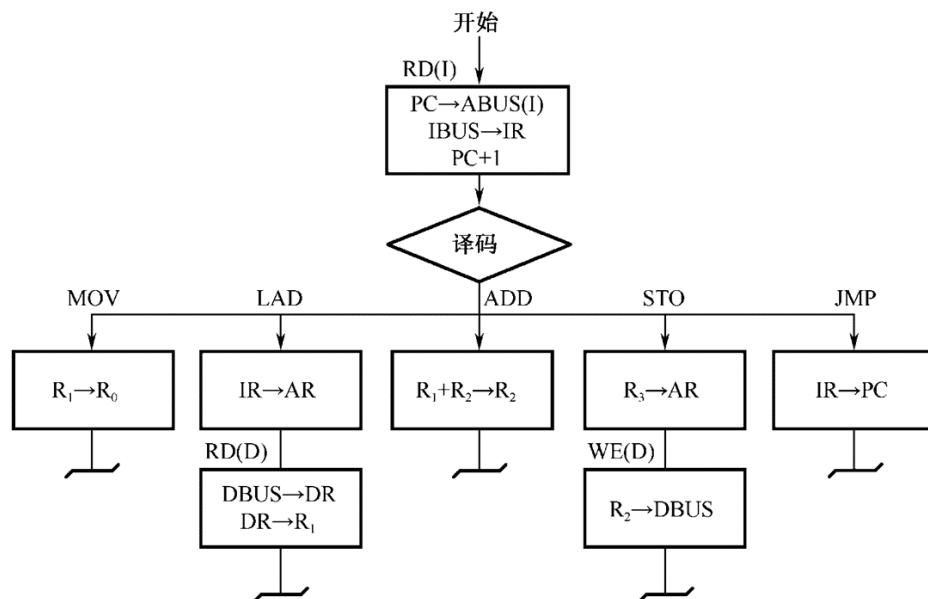 开始
RD(I)
PC→ABUS(I)
IBUS→IR
PC+1
译码
MOV LAD ADD STO JMP
R₁→R₀ IR→AR R₁+R₂→R₂ R₃→AR IR→PC
RD(D) WE(D)
DBUS→DR
DR→R₁
R₂→DBUS